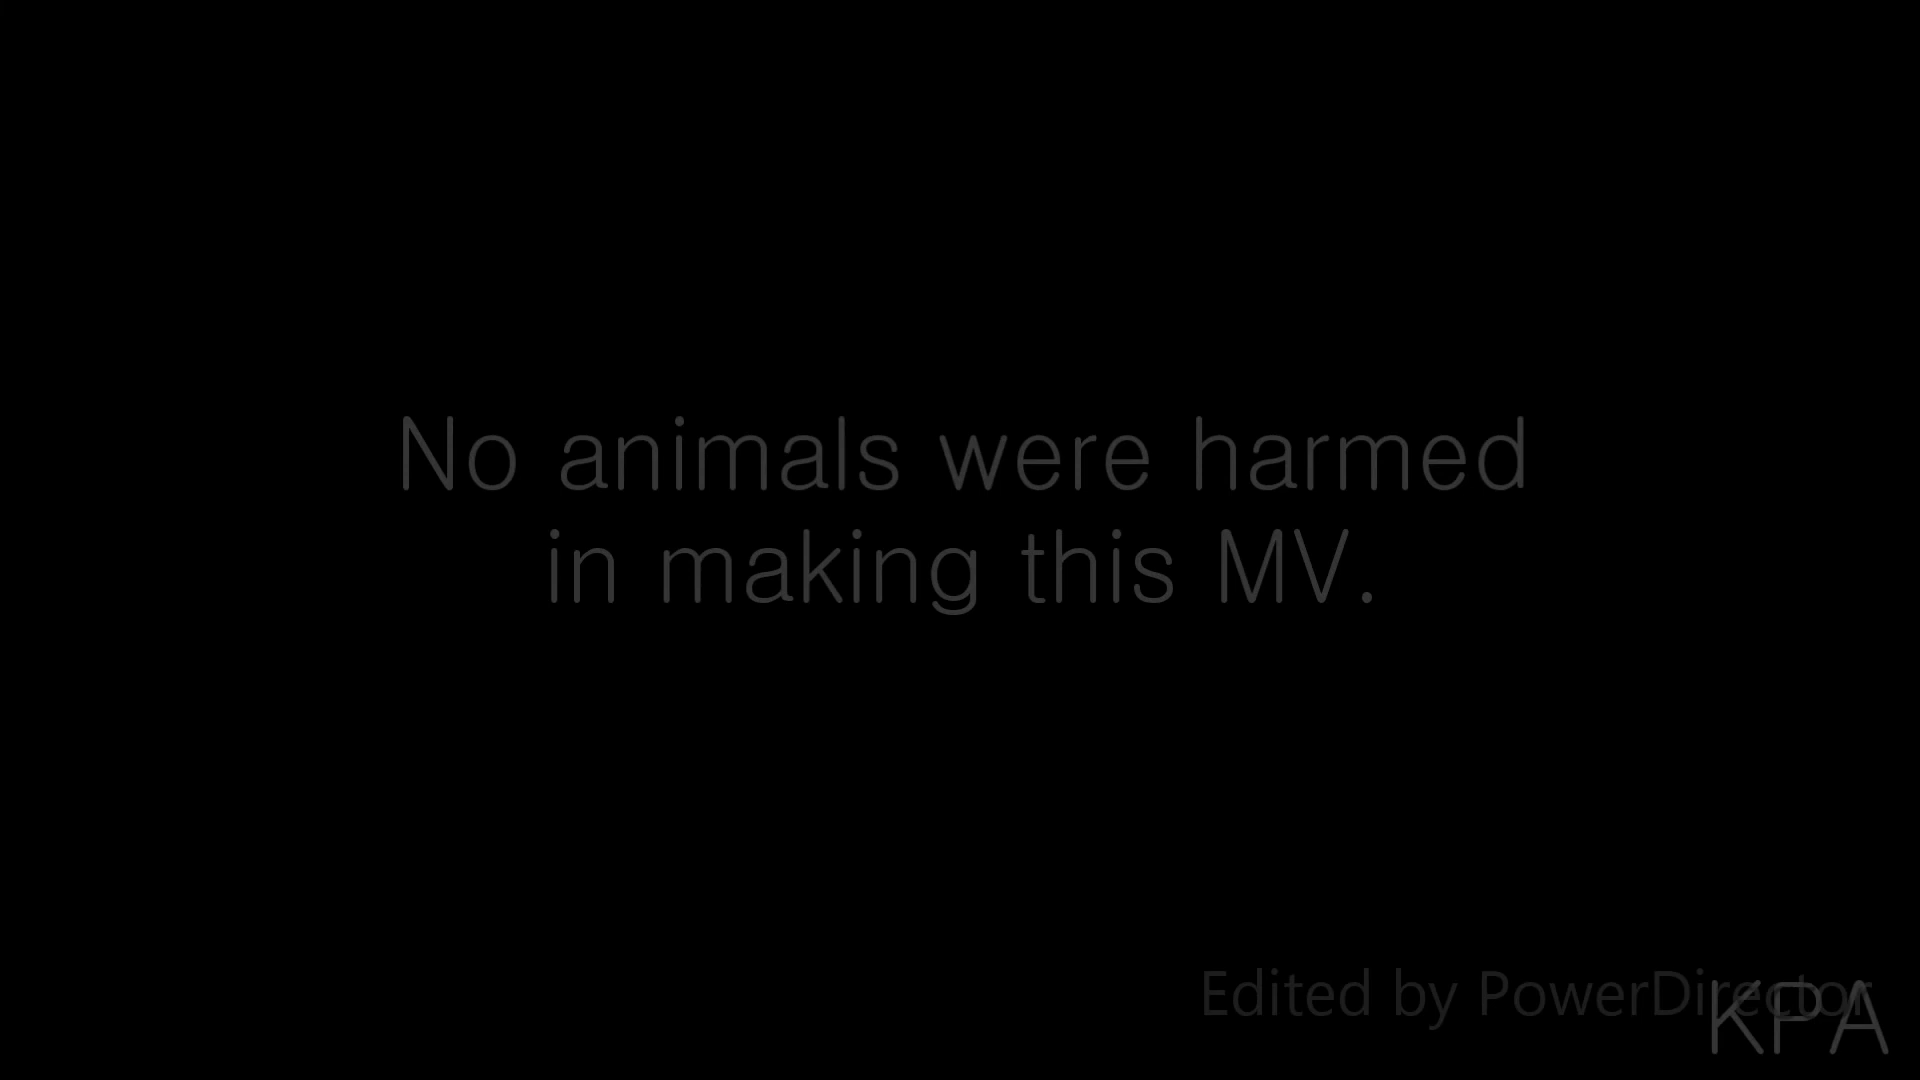 No animals were harmed
in making this MV.
Edited by PowerDirector
KPA